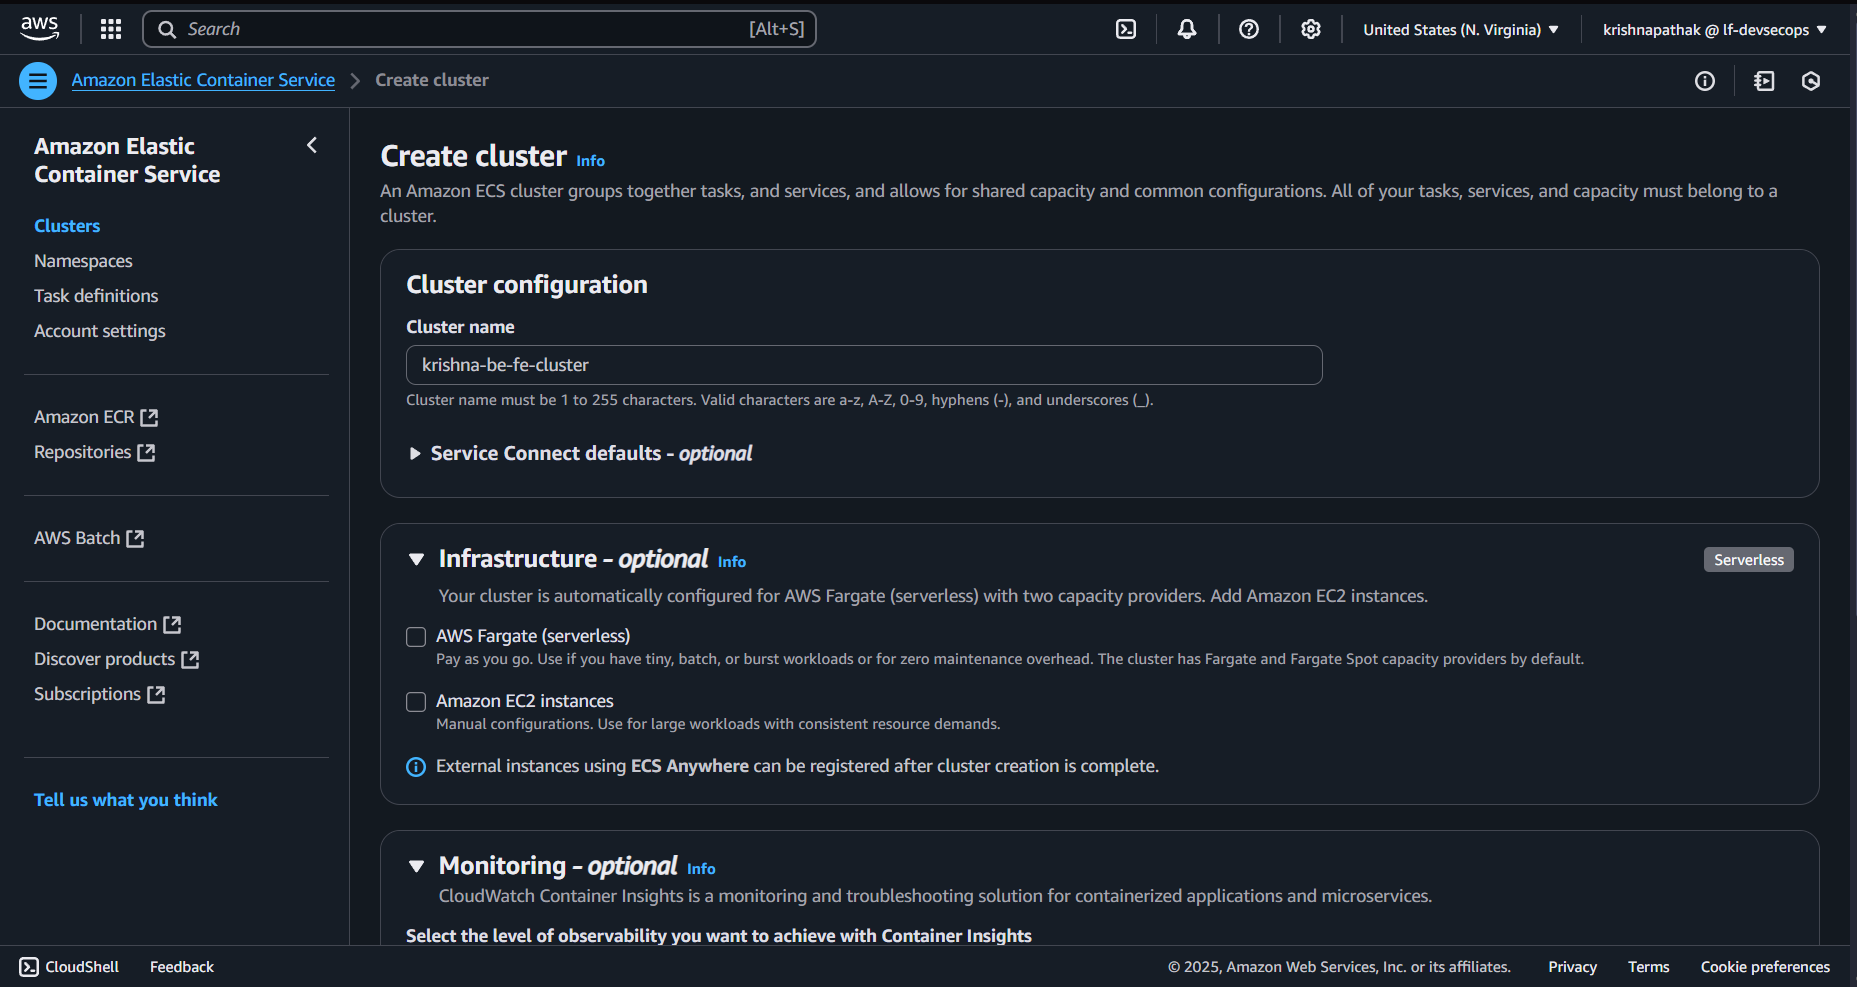 aws
Search [Alt+S]
United States (N. Virginia)
krishnapathak @ lf-devsecops
Amazon Elastic Container Service
Create cluster
Amazon Elastic
Container Service
Clusters
Namespaces
Task definitions
Account settings
Amazon ECR
Repositories
AWS Batch
Documentation
Discover products
Subscriptions
Tell us what you think
Create cluster Info
An Amazon ECS cluster groups together tasks, and services, and allows for shared capacity and common configurations. All of your tasks, services, and capacity must belong to a
cluster.
Cluster configuration
Cluster name
krishna-be-fe-cluster
Cluster name must be 1 to 255 characters. Valid characters are a-z, A-Z, 0-9, hyphens (-), and underscores (_).
Service Connect defaults - optional
Infrastructure - optional Info
Serverless
Your cluster is automatically configured for AWS Fargate (serverless) with two capacity providers. Add Amazon EC2 instances.
AWS Fargate (serverless)
Pay as you go. Use if you have tiny, batch, or burst workloads or for zero maintenance overhead. The cluster has Fargate and Fargate Spot capacity providers by default.
Amazon EC2 instances
Manual configurations. Use for large workloads with consistent resource demands.
External instances using ECS Anywhere can be registered after cluster creation is complete.
Monitoring - optional Info
CloudWatch Container Insights is a monitoring and troubleshooting solution for containerized applications and microservices.
Select the level of observability you want to achieve with Container Insights
CloudShell
Feedback
© 2025, Amazon Web Services, Inc. or its affiliates.
Privacy
Terms
Cookie preferences